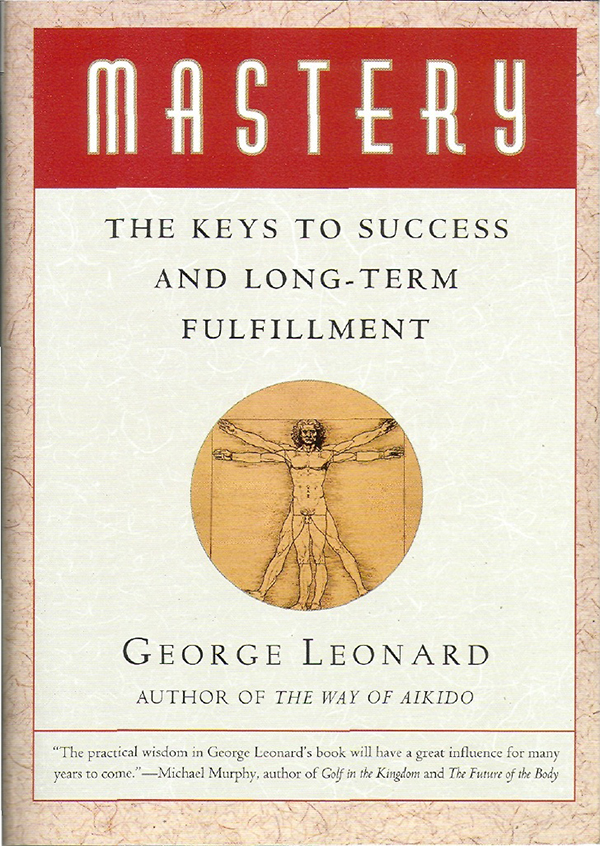 MASTERY
THE KEYS TO SUCCESS
AND LONG-TERM
FULFILLMENT
GEORGE LEONARD
AUTHOR OF THE WAY OF AIKIDO
“The practical wisdom in George Leonard’s book will have a great influence for many
years to come.”—Michael Murphy, author of Golf in the Kingdom and The Future of the Body